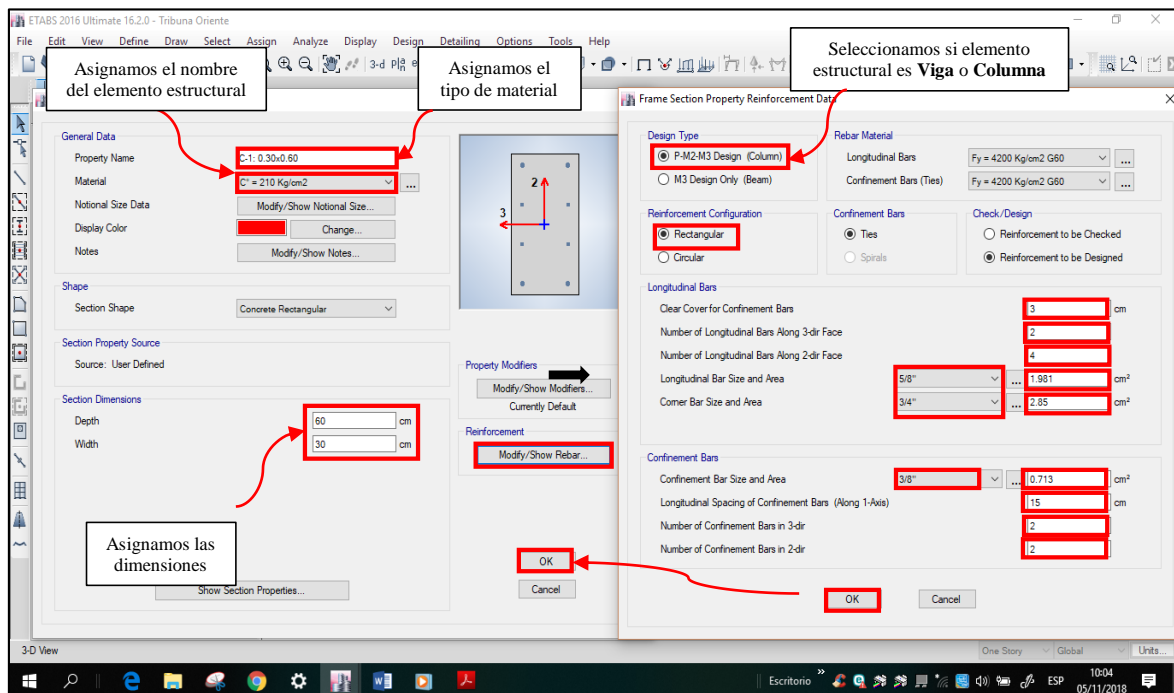 ETABS 2016 Ultimate 16.2.0 - Tribuna Oriente
File Edit View Define Draw Select Assign Analyze Display Design Detailing Options Tools Help
3-d
Asignamos el nombre
del elemento estructural
Asignamos el
tipo de material
Seleccionamos si elemento
estructural es Viga o Columna
General Data
Property Name C-1: 0.30x0.60
Material C° = 210 Kg/cm2 ...
Notional Size Data Modify/Show Notional Size...
Display Color Change...
Notes Modify/Show Notes...
Shape
Section Shape Concrete Rectangular
Section Property Source
Source: User Defined
Section Dimensions
Depth 60 cm
Width 30 cm
Asignamos las
dimensiones
Show Section Properties...
2
3
Property Modifiers
Modify/Show Modifiers...
Currently Default
Reinforcement
Modify/Show Rebar...
OK
Cancel
Frame Section Property Reinforcement Data
Design Type
P-M2-M3 Design (Column)
M3 Design Only (Beam)
Rebar Material
Longitudinal Bars Fy = 4200 Kg/cm2 G60 ...
Confinement Bars (Ties) Fy = 4200 Kg/cm2 G60 ...
Reinforcement Configuration
Rectangular
Circular
Confinement Bars
Ties
Spirals
Check/Design
Reinforcement to be Checked
Reinforcement to be Designed
Longitudinal Bars
Clear Cover for Confinement Bars 3 cm
Number of Longitudinal Bars Along 3-dir Face 2
Number of Longitudinal Bars Along 2-dir Face 4
Longitudinal Bar Size and Area 5/8" ... 1.981 cm²
Corner Bar Size and Area 3/4" ... 2.85 cm²
Confinement Bars
Confinement Bar Size and Area 3/8" ... 0.713 cm²
Longitudinal Spacing of Confinement Bars (Along 1-Axis) 15 cm
Number of Confinement Bars in 3-dir 2
Number of Confinement Bars in 2-dir 2
OK Cancel
3-D View One Story Global Units...
Escritorio ESP 10:04
05/11/2018